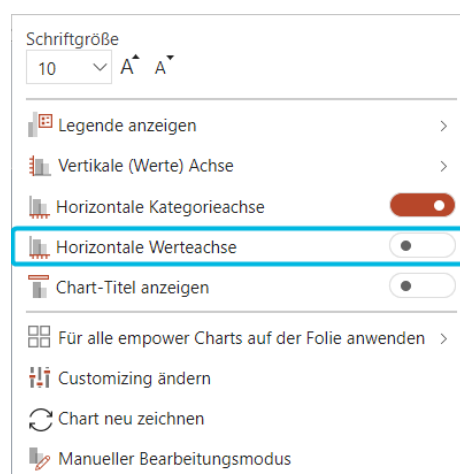 Schriftgröße
10 A A
Legende anzeigen
Vertikale (Werte) Achse
Horizontale Kategorieachse
Horizontale Werteachse
Chart-Titel anzeigen
Für alle empower Charts auf der Folie anwenden
Customizing ändern
Chart neu zeichnen
Manueller Bearbeitungsmodus